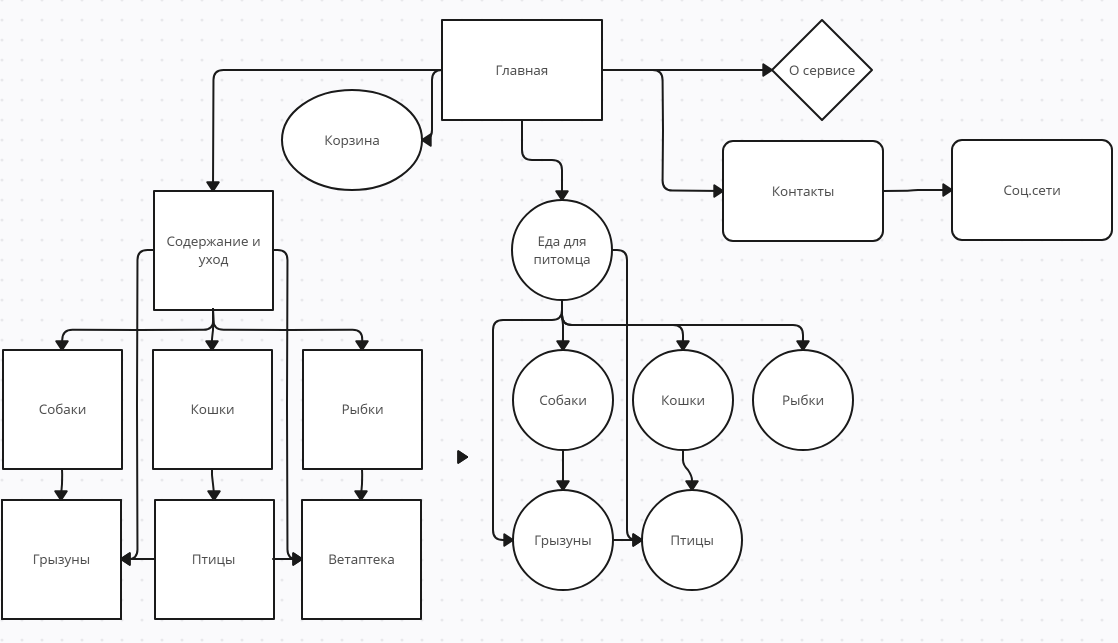 Главная
О сервисе
Корзина
Контакты
Соц.сети
Содержание и
уход
Еда для
питомца
Собаки
Кошки
Рыбки
Собаки
Кошки
Рыбки
Грызуны
Птицы
Ветаптека
Грызуны
Птицы